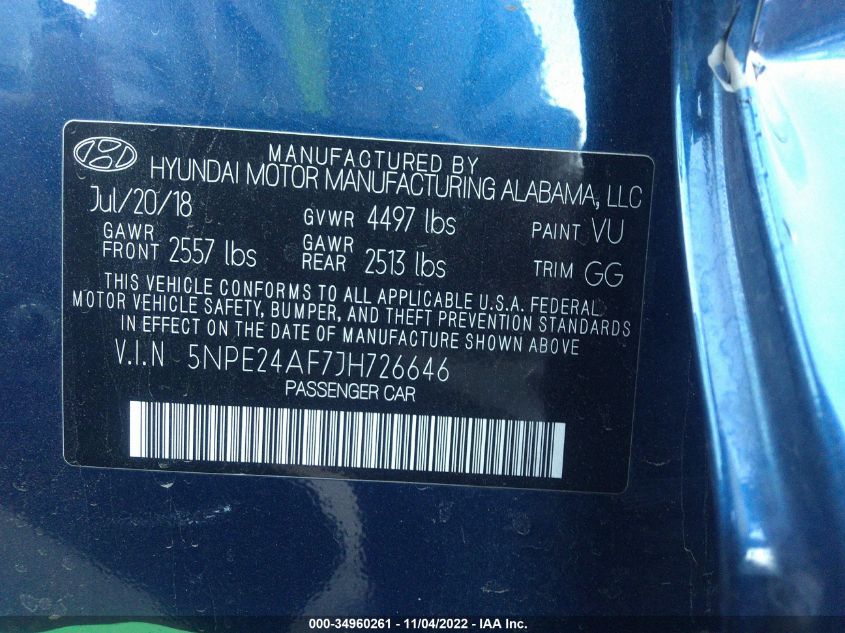 MANUFACTURED BY
HYUNDAI MOTOR MANUFACTURING ALABAMA, LLC
Jul/20/18 GVWR 4497 lbs PAINT VU
GAWR FRONT 2557 lbs GAWR REAR 2513 lbs TRIM GG
THIS VEHICLE CONFORMS TO ALL APPLICABLE U.S.A. FEDERAL
MOTOR VEHICLE SAFETY, BUMPER, AND THEFT PREVENTION STANDARDS
IN EFFECT ON THE DATE OF MANUFACTURE SHOWN ABOVE
V.I.N 5NPE24AF7JH726646
PASSENGER CAR
000-34960261 - 11/04/2022 - IAA Inc.